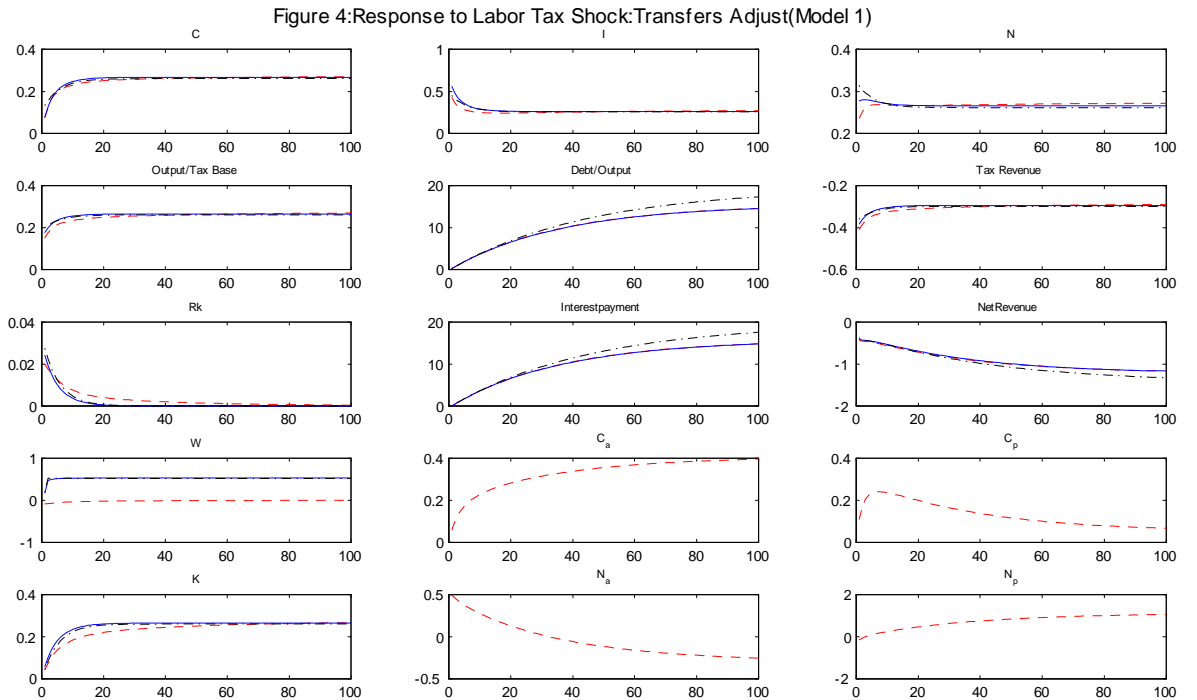 Figure 4:Response to Labor Tax Shock:Transfers Adjust(Model 1)
C
I
N
0.4
0.2
0
0 20 40 60 80 100
1
0.5
0
0 20 40 60 80 100
0.4
0.3
0.2
0 20 40 60 80 100
Output/Tax Base
Debt/Output
Tax Revenue
0.4
0.2
0
0 20 40 60 80 100
20
10
0
0 20 40 60 80 100
-0.2
-0.4
-0.6
0 20 40 60 80 100
Rk
Interestpayment
NetRevenue
0.04
0.02
0
0 20 40 60 80 100
20
10
0
0 20 40 60 80 100
0
-1
-2
0 20 40 60 80 100
W
C_a
C_p
1
0
-1
0 20 40 60 80 100
0.4
0.2
0
0 20 40 60 80 100
0.4
0.2
0
0 20 40 60 80 100
K
N_a
N_p
0.4
0.2
0
0 20 40 60 80 100
0.5
0
-0.5
0 20 40 60 80 100
2
0
-2
0 20 40 60 80 100